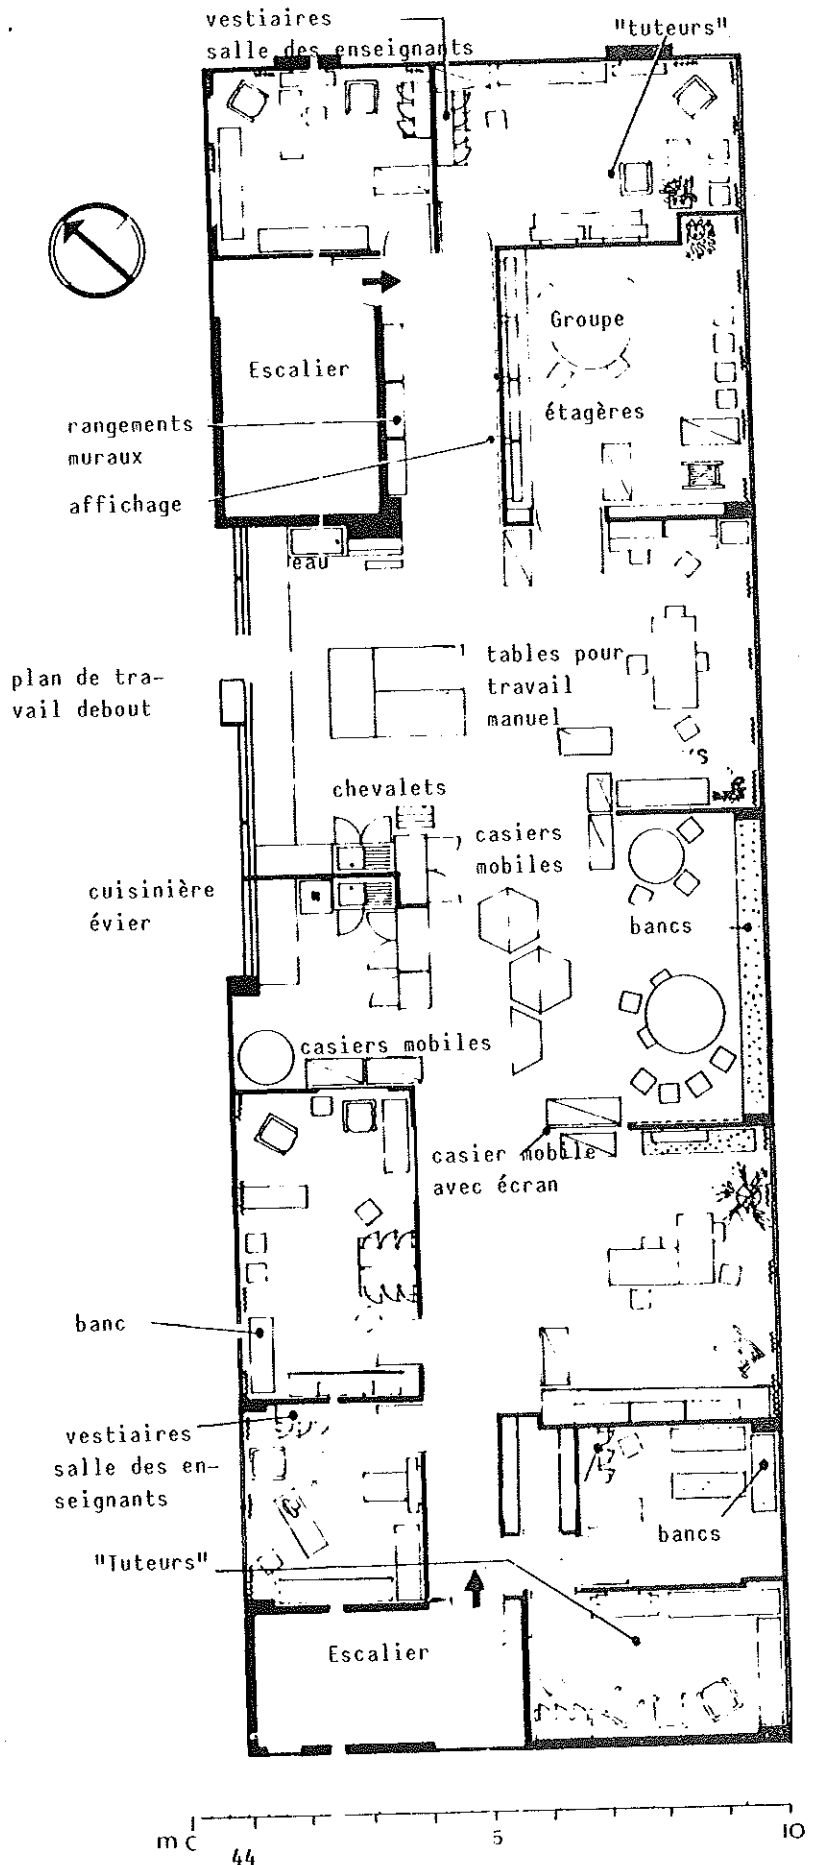 vestiaires
salle des enseignants
"tuteurs"
Groupe
Escalier
étagères
rangements
muraux
affichage
eau
plan de tra-
vail debout
tables pour
travail
manuel
chevalets
casiers
mobiles
cuisinière
évier
bancs
casiers mobiles
casier mobile
avec écran
banc
vestiaires
salle des en-
seignants
bancs
"Tuteurs"
Escalier
m
5
10
44